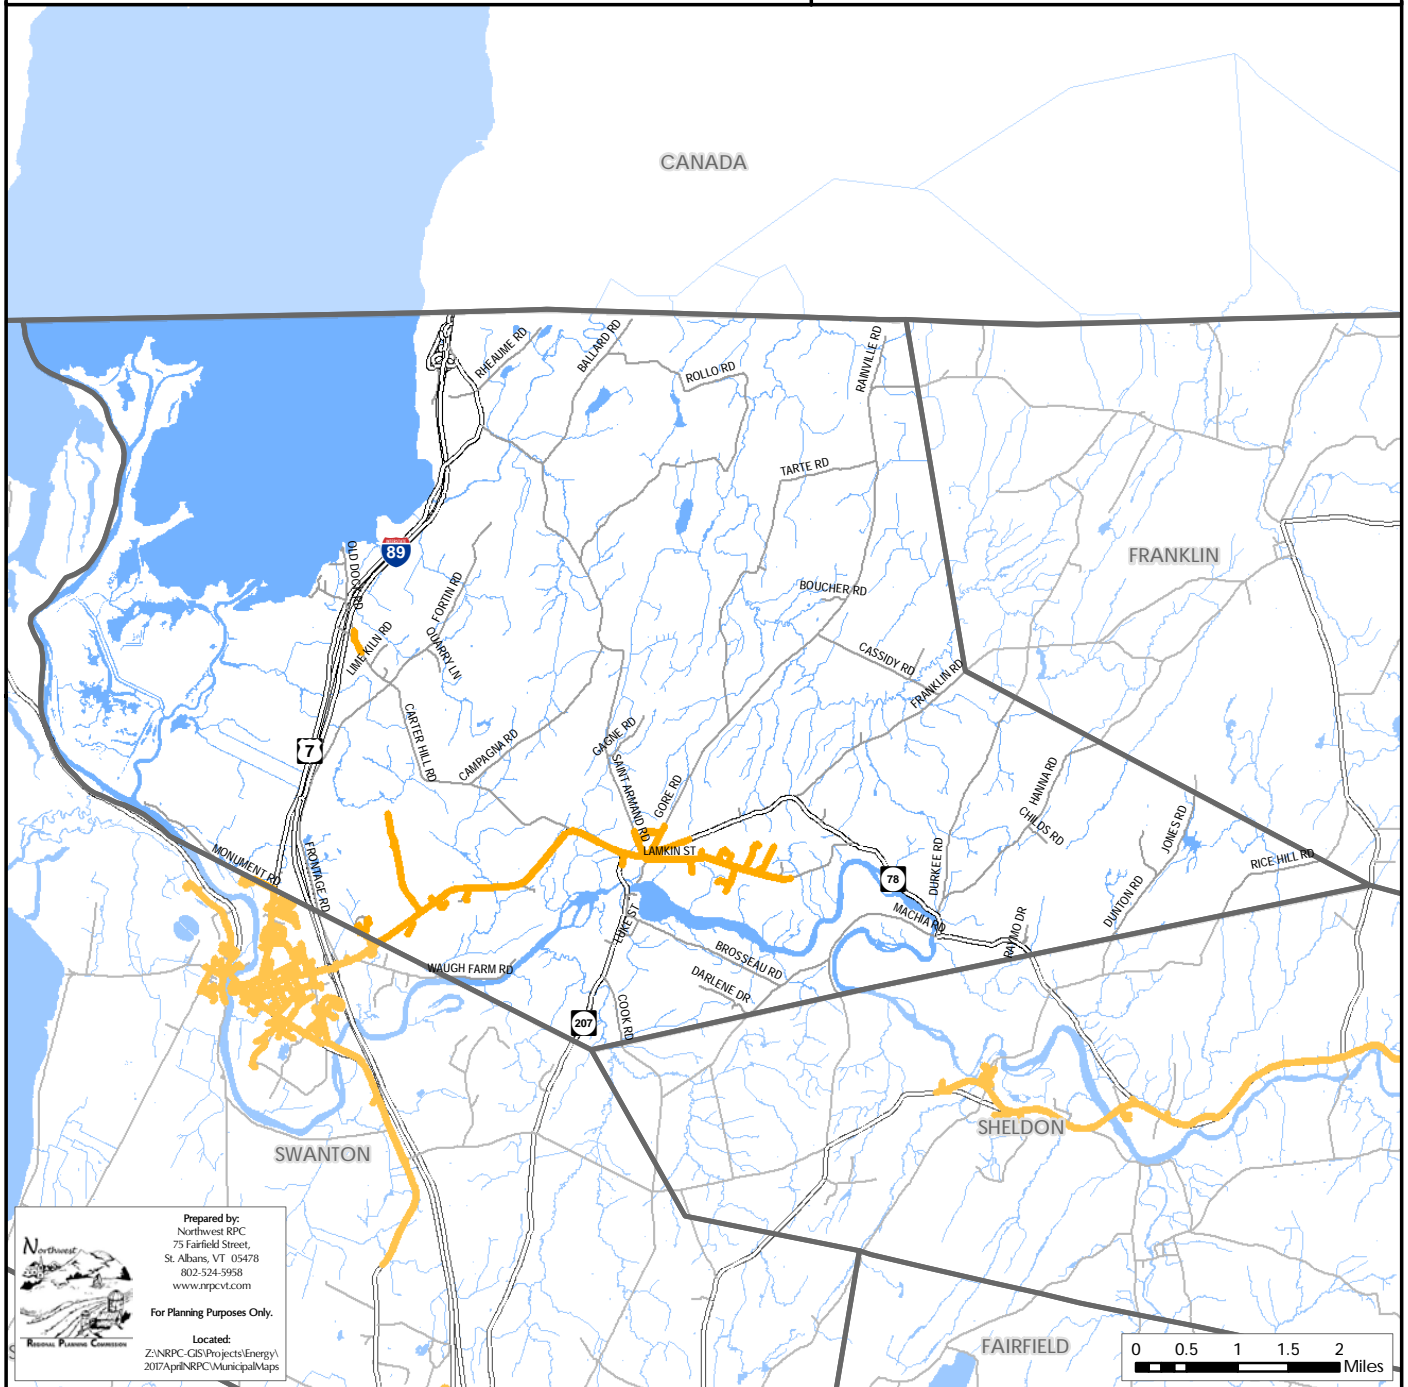 CANADA
RHEAUME RD
BALLARD RD
ROLLO RD
RAINVILLE RD
TARTE RD
89
OLD DOCK RD
FORTIN RD
FRANKLIN
BOUCHER RD
LIME KILN RD
QUARRY LN
CASSIDY RD
FRANKLIN RD
7
CARTER HILL RD
CAMPAGNA RD
GAGNE RD
SAINT ARMAND RD
GORE RD
HANNA RD
CHILDS RD
JONES RD
LAMKIN ST
MONUMENT RD
FRONTAGE RD
78
DURKEE RD
RICE HILL RD
DUNTON RD
MACHIA RD
RAYMO DR
LUKE ST
BROSSEAU RD
WAUGH FARM RD
DARLENE DR
COOK RD
207
SHELDON
SWANTON
Northwest
REGIONAL PLANNING COMMISSION
Prepared by:
Northwest RPC
75 Fairfield Street,
St. Albans, VT 05478
802-524-5958
www.nrpcvt.com
For Planning Purposes Only.
Located:
Z:\NRPC-GIS\Projects\Energy\
2017AprilNRPC\MunicipalMaps
FAIRFIELD
0 0.5 1 1.5 2
Miles